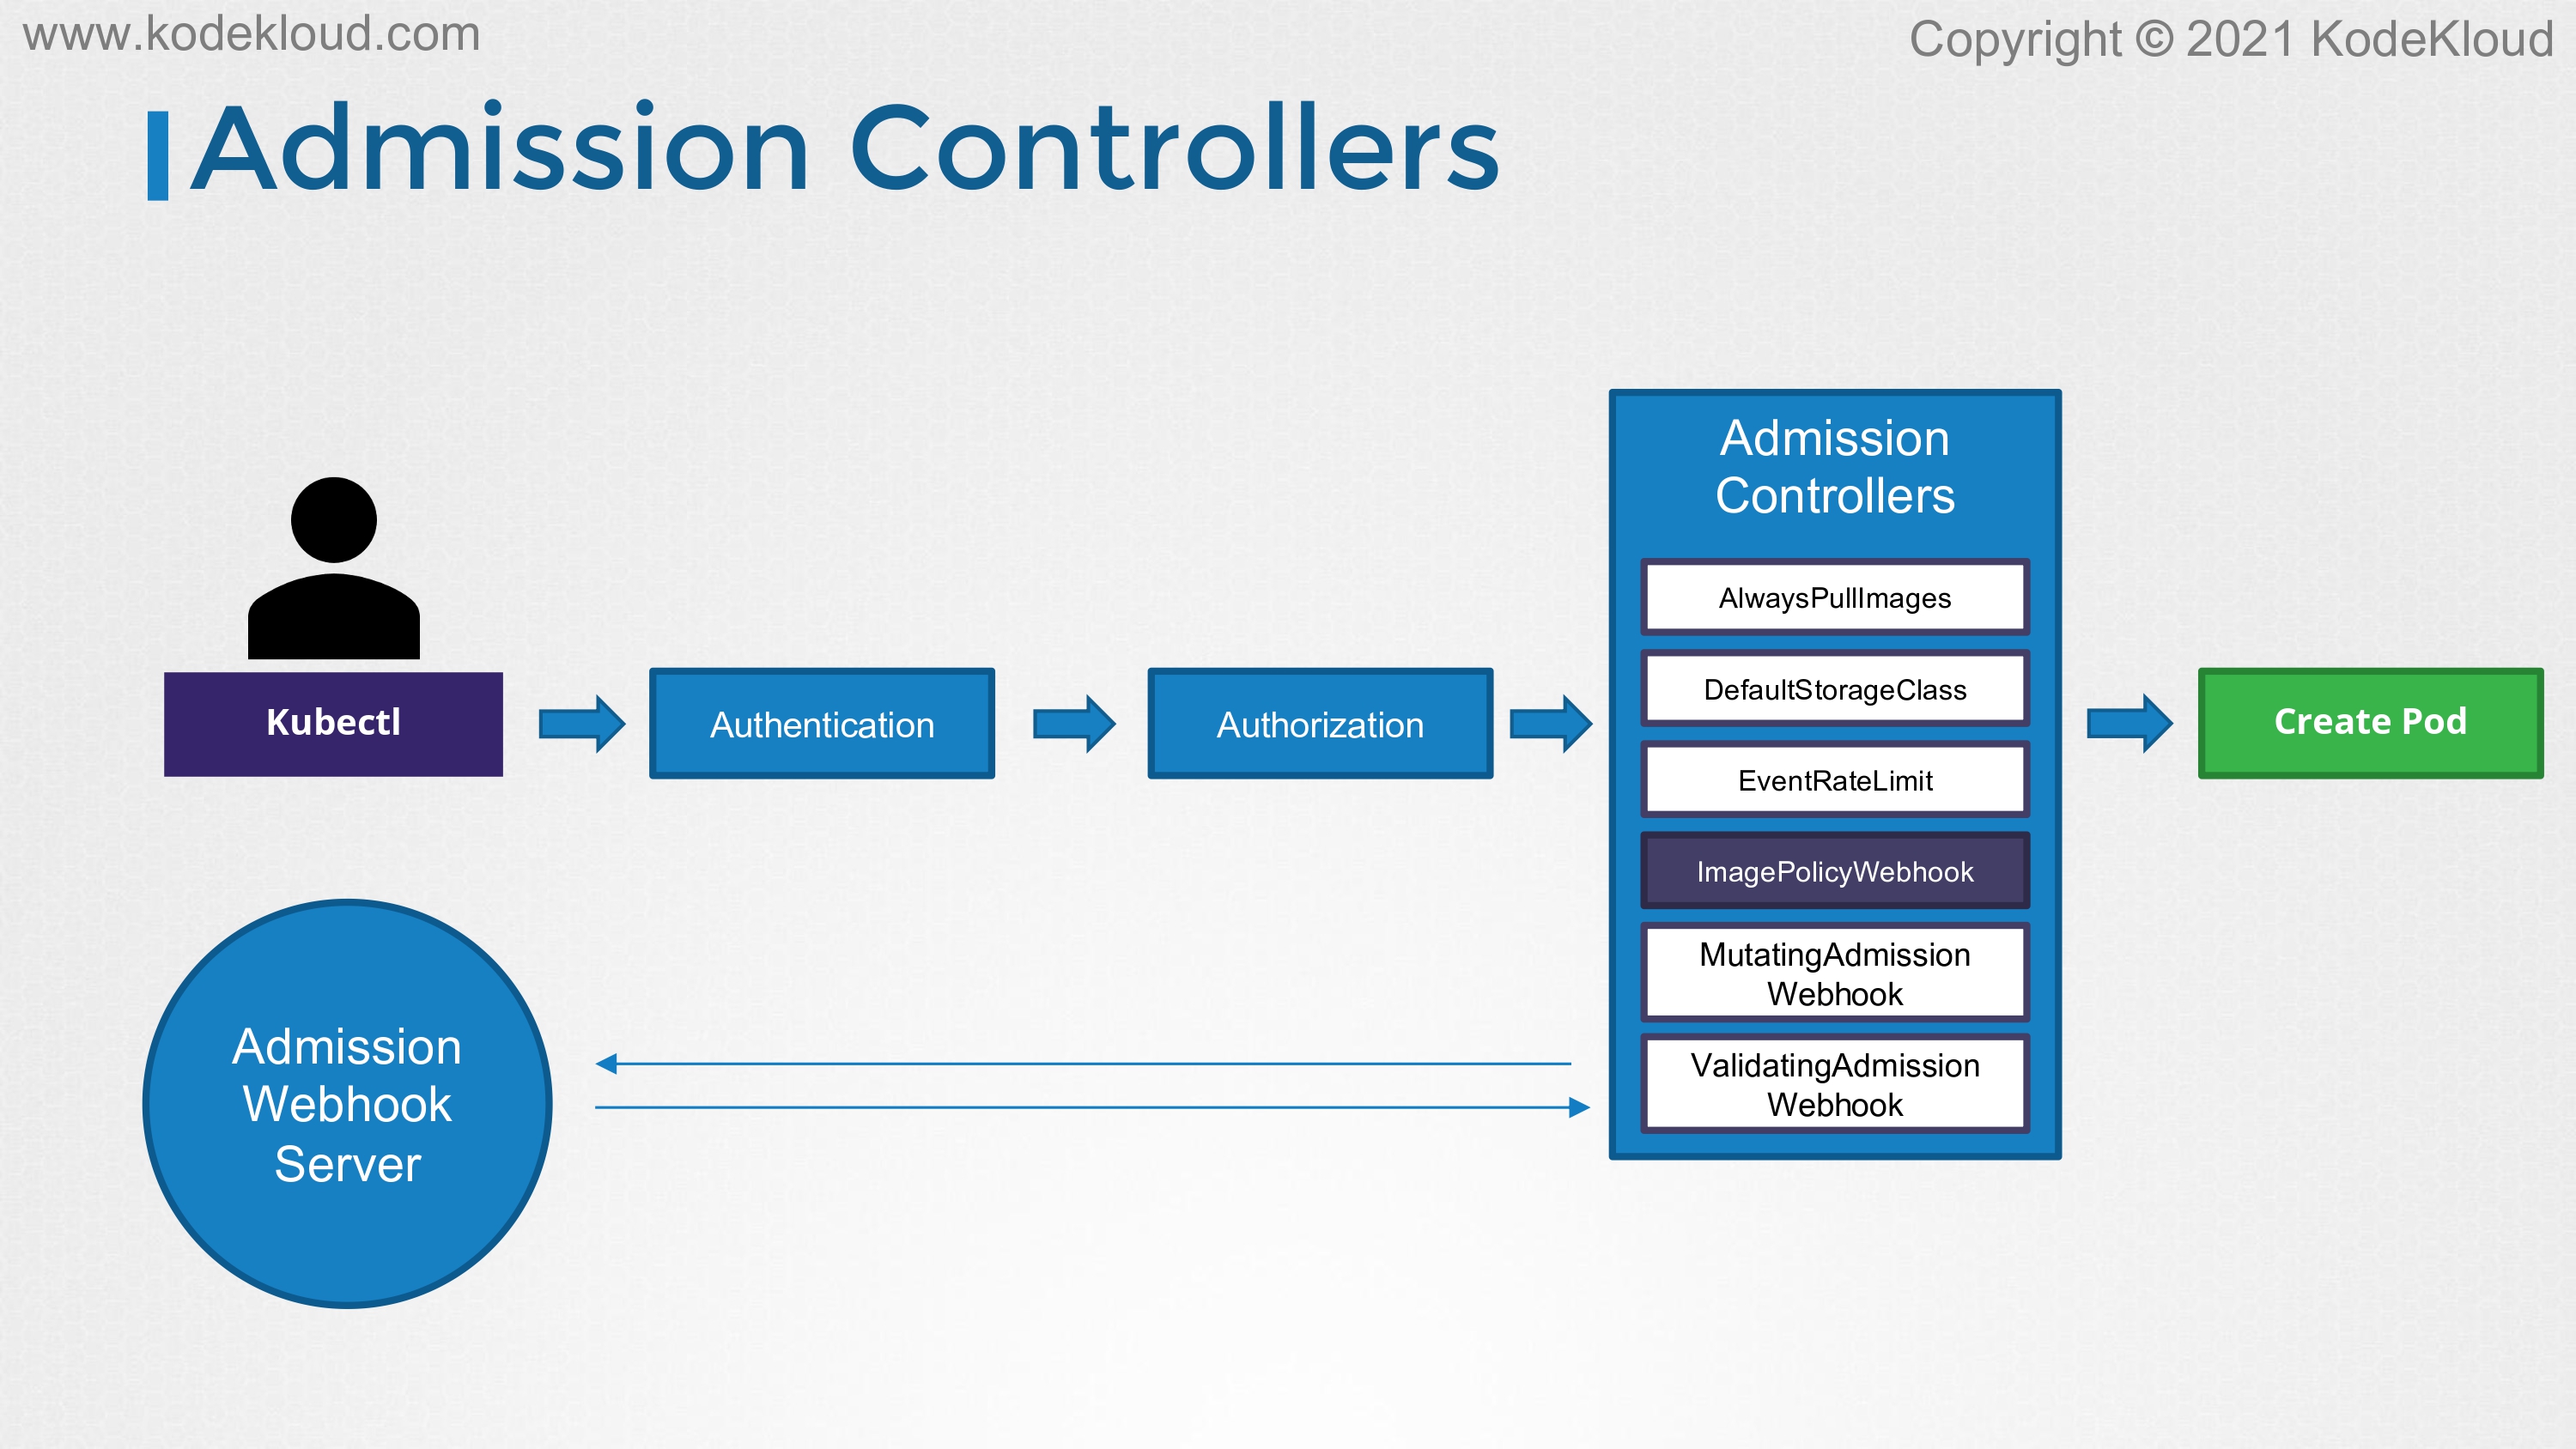 www.kodekloud.com
Copyright © 2021 KodeKloud
Admission Controllers
Kubectl
Authentication
Authorization
Admission
Controllers
AlwaysPullImages
DefaultStorageClass
EventRateLimit
ImagePolicyWebhook
MutatingAdmission
Webhook
ValidatingAdmission
Webhook
Create Pod
Admission
Webhook
Server